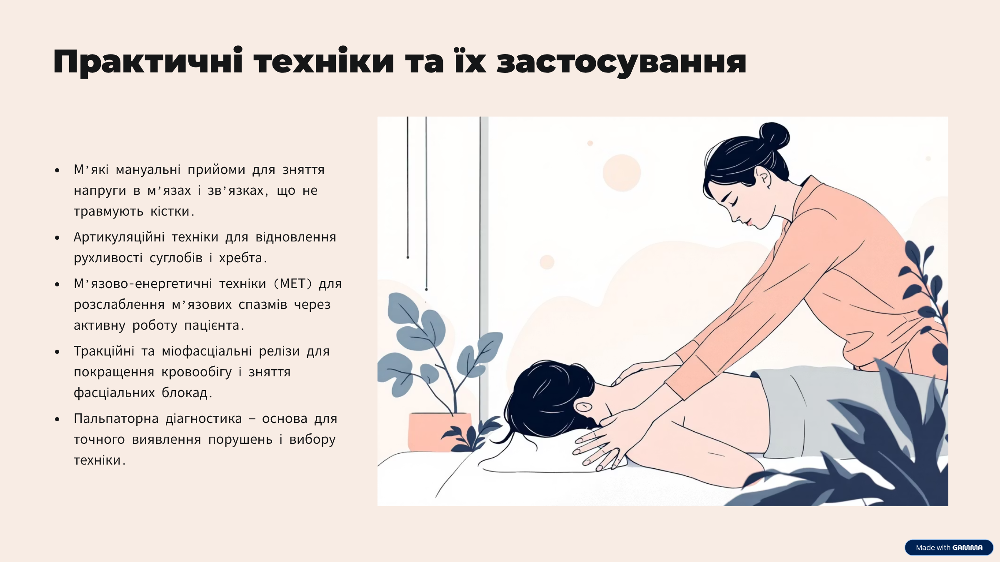 Практичні техніки та їх застосування
М’які мануальні прийоми для зняття
напруги в м’язах і зв’язках, що не
травмують кістки.
Артикуляційні техніки для відновлення
рухливості суглобів і хребта.
М’язово-енергетичні техніки (МЕТ) для
розслаблення м’язових спазмів через
активну роботу пацієнта.
Тракційні та міофасціальні релізи для
покращення кровообігу і зняття
фасціальних блокад.
Пальпаторна діагностика — основа для
точного виявлення порушень і вибору
техніки.
Made with GAMMA